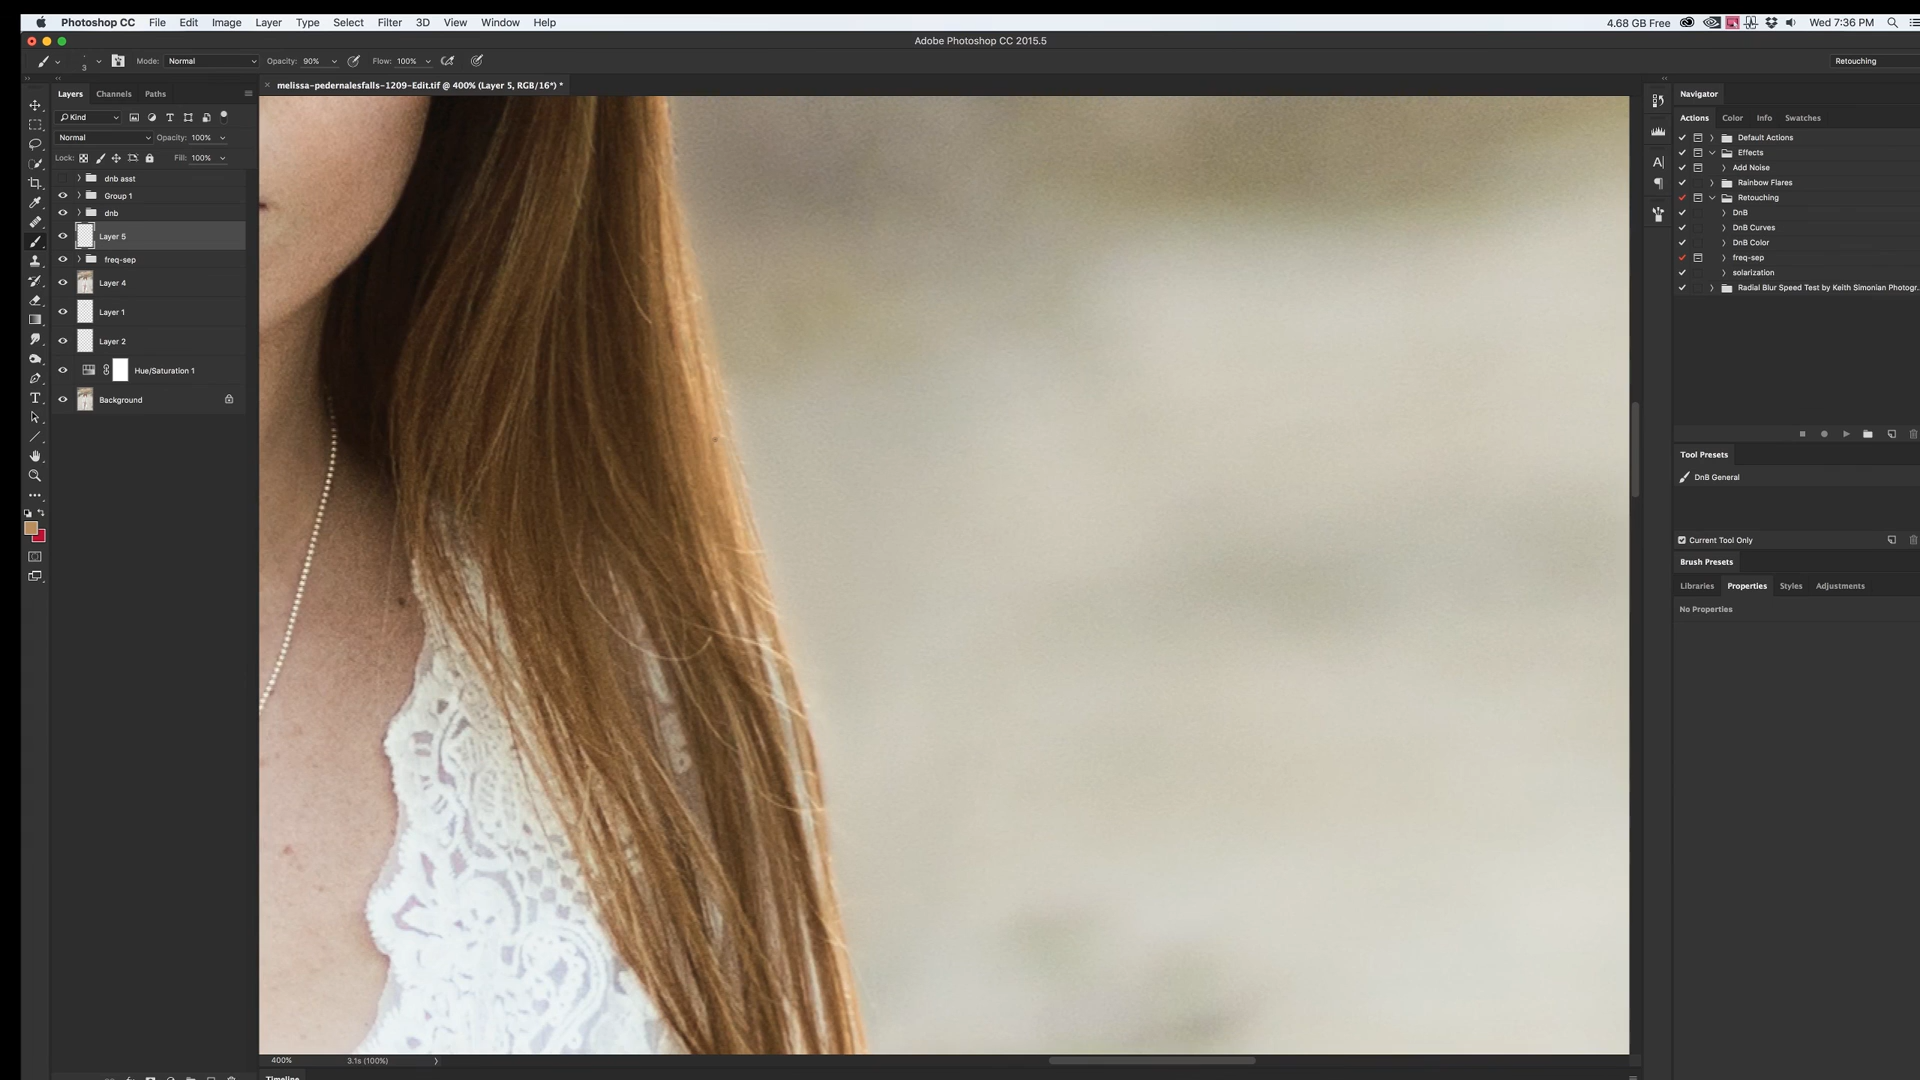 Photoshop CC File Edit Image Layer Type Select Filter 3D View Window Help 4.68 GB Free Wed 7:36 PM
Adobe Photoshop CC 2015.5
3 Mode: Normal Opacity: 90% Flow: 100% Retouching
melissa-pedernalesfalls-1209-Edit.tif @ 400% (Layer 5, RGB/16*) *
Layers Channels Paths
Kind
Normal Opacity: 100%
Lock: Fill: 100%
dnb asst
Group 1
dnb
Layer 5
freq-sep
Layer 4
Layer 1
Layer 2
Hue/Saturation 1
Background
Navigator
Actions Color Info Swatches
Default Actions
Effects
Add Noise
Rainbow Flares
Retouching
DnB
DnB Curves
DnB Color
freq-sep
solarization
Radial Blur Speed Test by Keith Simonian Photogr...
Tool Presets
DnB General
Current Tool Only
Brush Presets
Libraries Properties Styles Adjustments
No Properties
400% 3.1s (100%)
Timeline